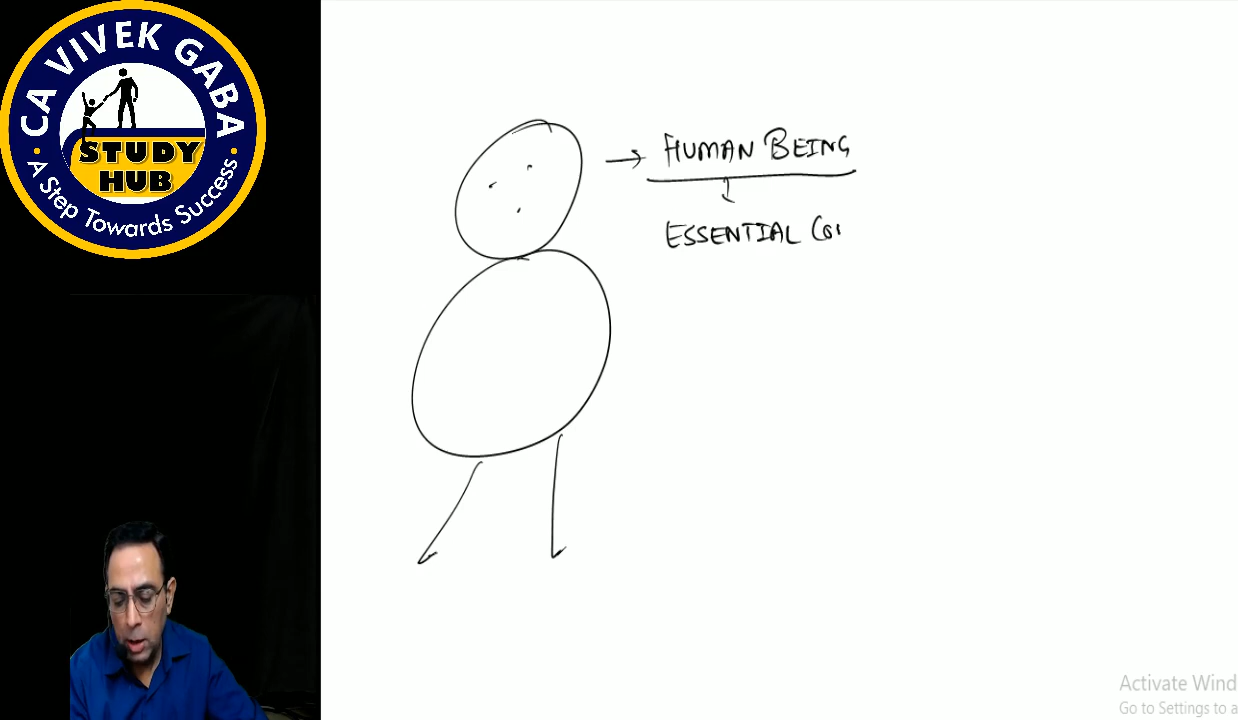 CA VIVEK GABA
STUDY
HUB
A Step Towards Success
HUMAN BEING
ESSENTIAL
Activate Wind
Go to Settings to a